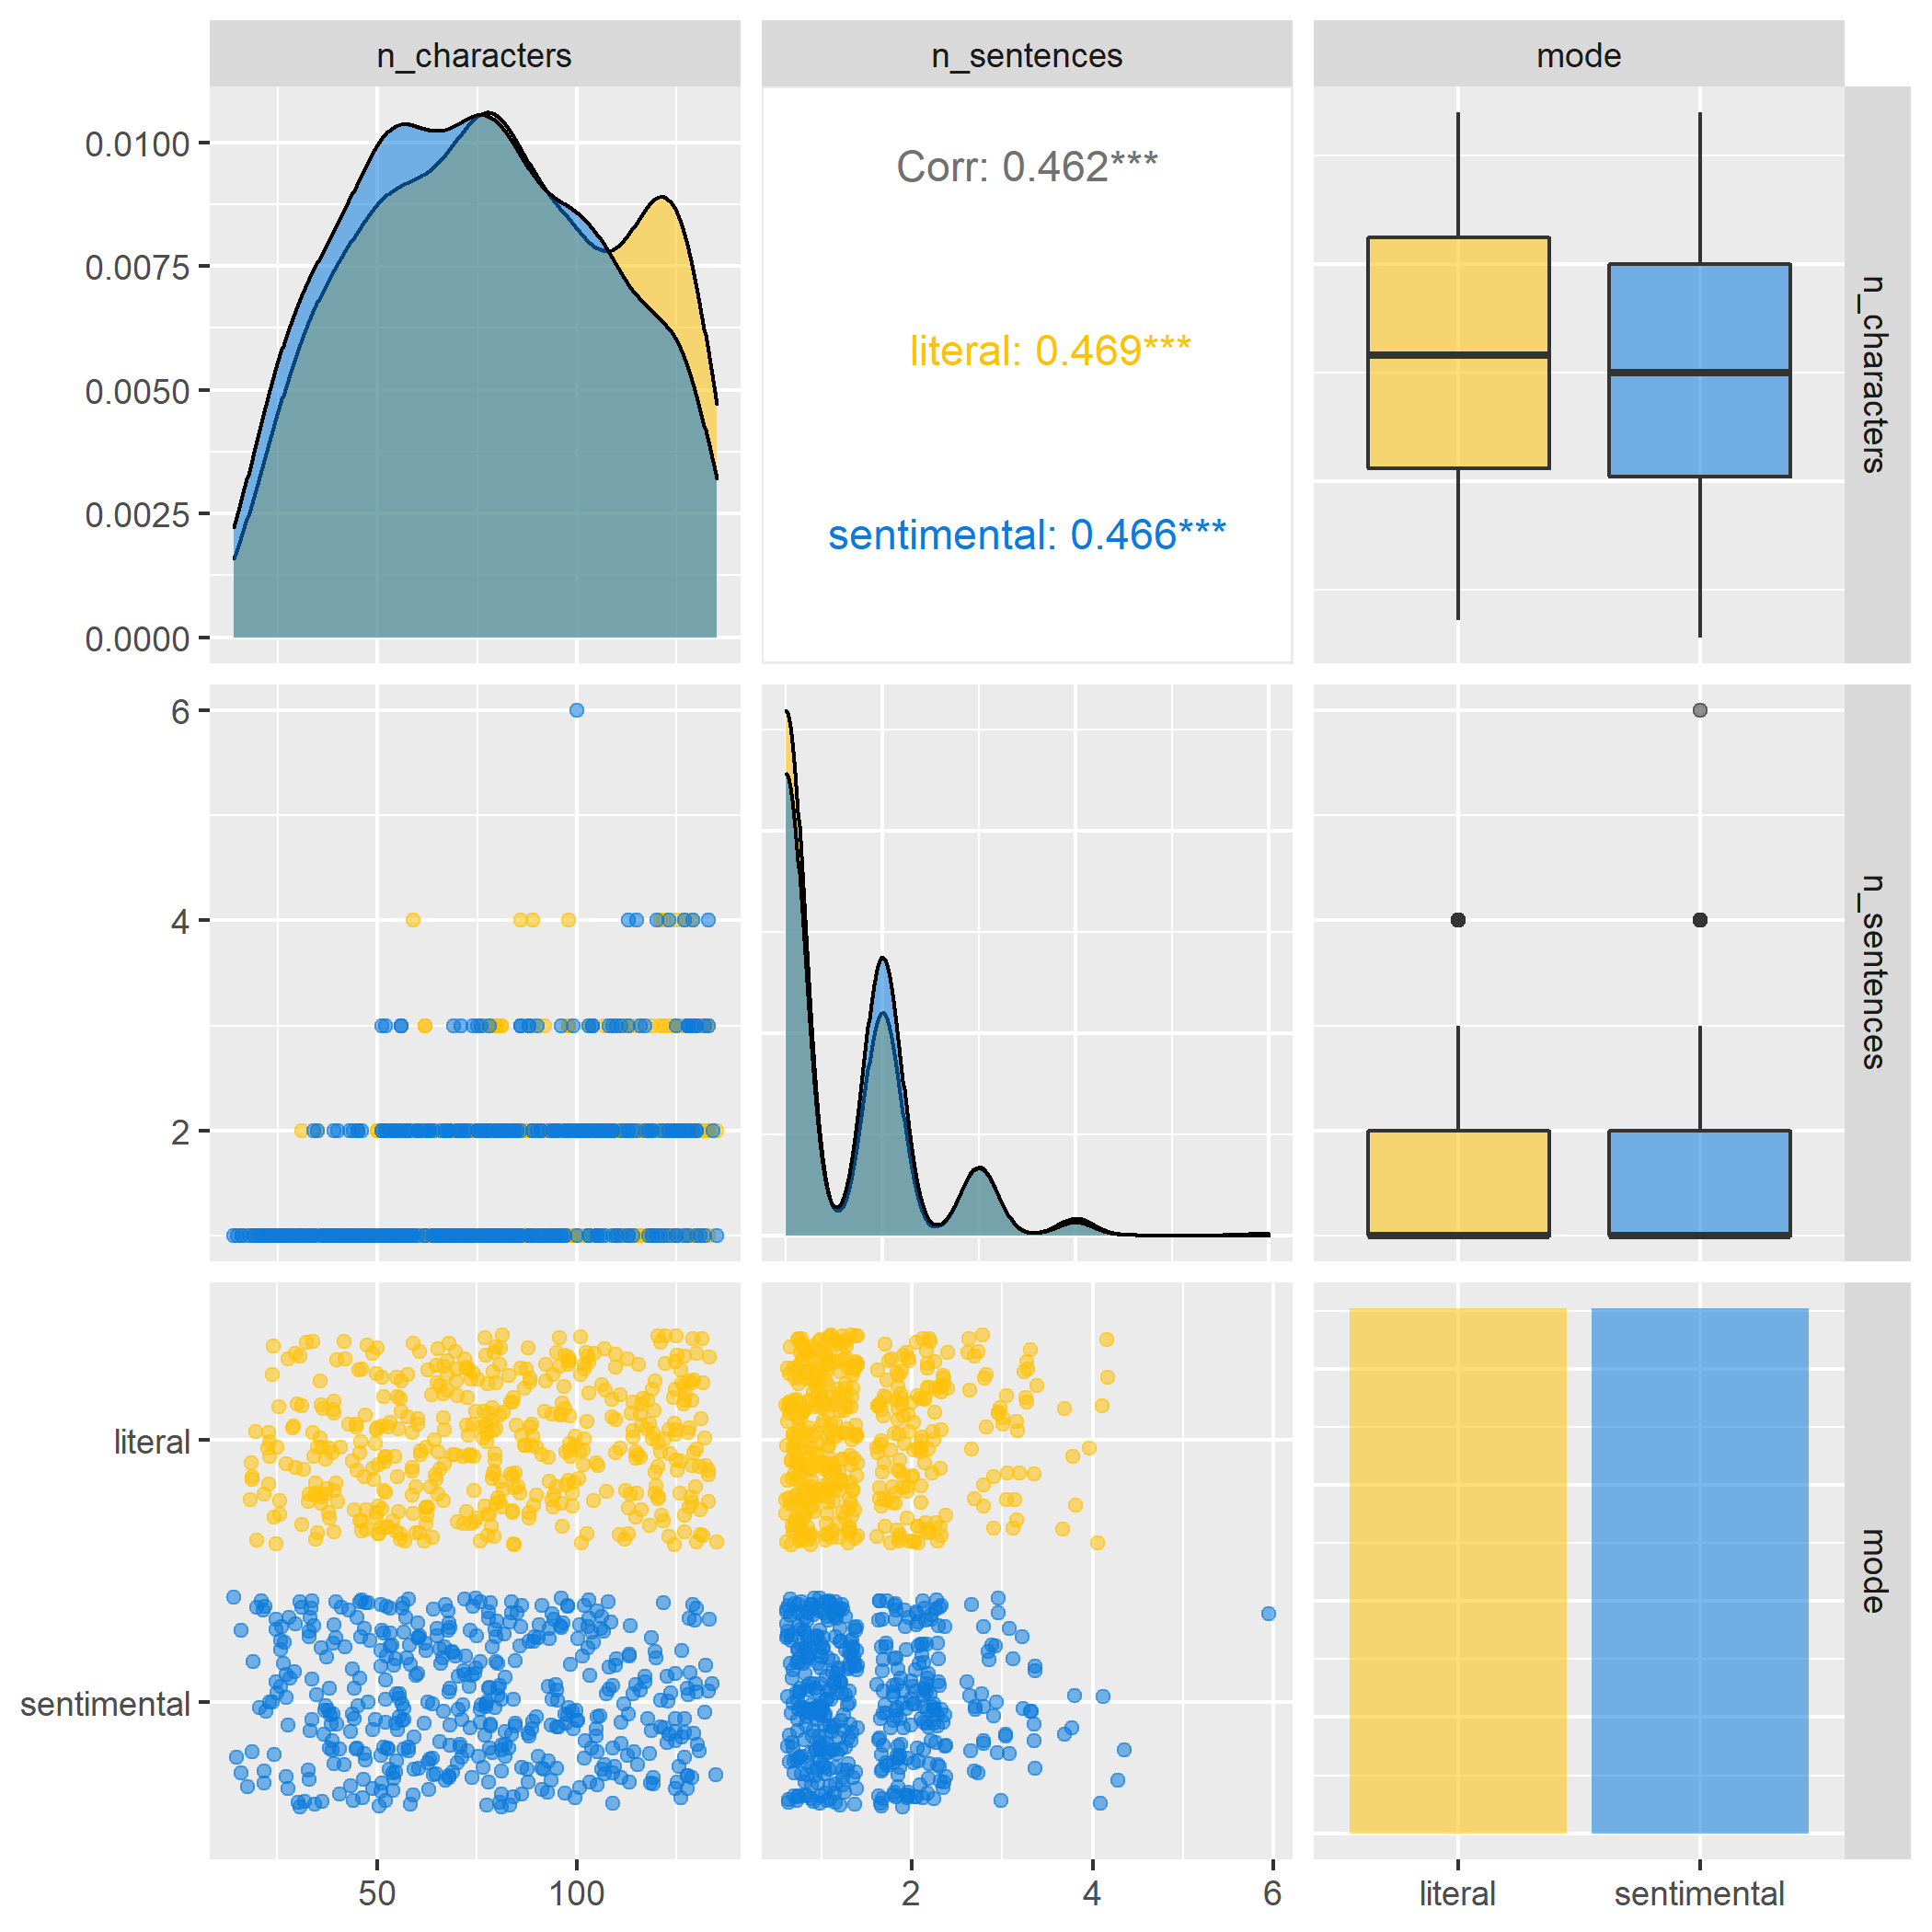 n_characters
n_sentences
mode
0.0100
0.0075
0.0050
0.0025
0.0000
Corr: 0.462***
literal: 0.469***
sentimental: 0.466***
n_characters
6
4
2
n_sentences
literal
sentimental
mode
50
100
2
4
6
literal
sentimental